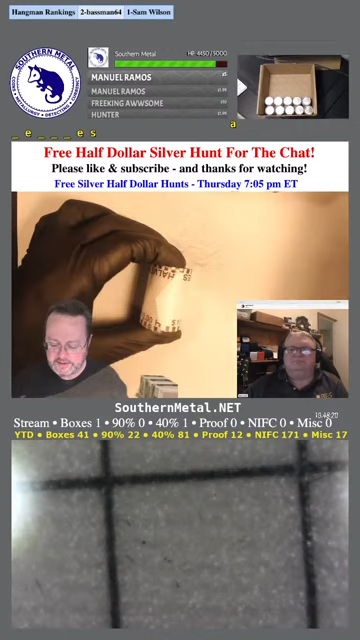 Hangman Rankings 2-bassman64 1-Sam Wilson
SOUTHERN METAL
Southern Metal HP: 4450 / 5000
MANUEL RAMOS
MANUEL RAMOS
FREEKING AWWSOME
HUNTER
a
_ e _ _ e s
Free Half Dollar Silver Hunt For The Chat!
Please like & subscribe - and thanks for watching!
Free Silver Half Dollar Hunts - Thursday 7:05 pm ET
HALVES
SouthernMetal.NET
Stream • Boxes 1 • 90% 0 • 40% 1 • Proof 0 • NIFC 0 • Misc 0
YTD • Boxes 41 • 90% 22 • 40% 81 • Proof 12 • NIFC 171 • Misc 17